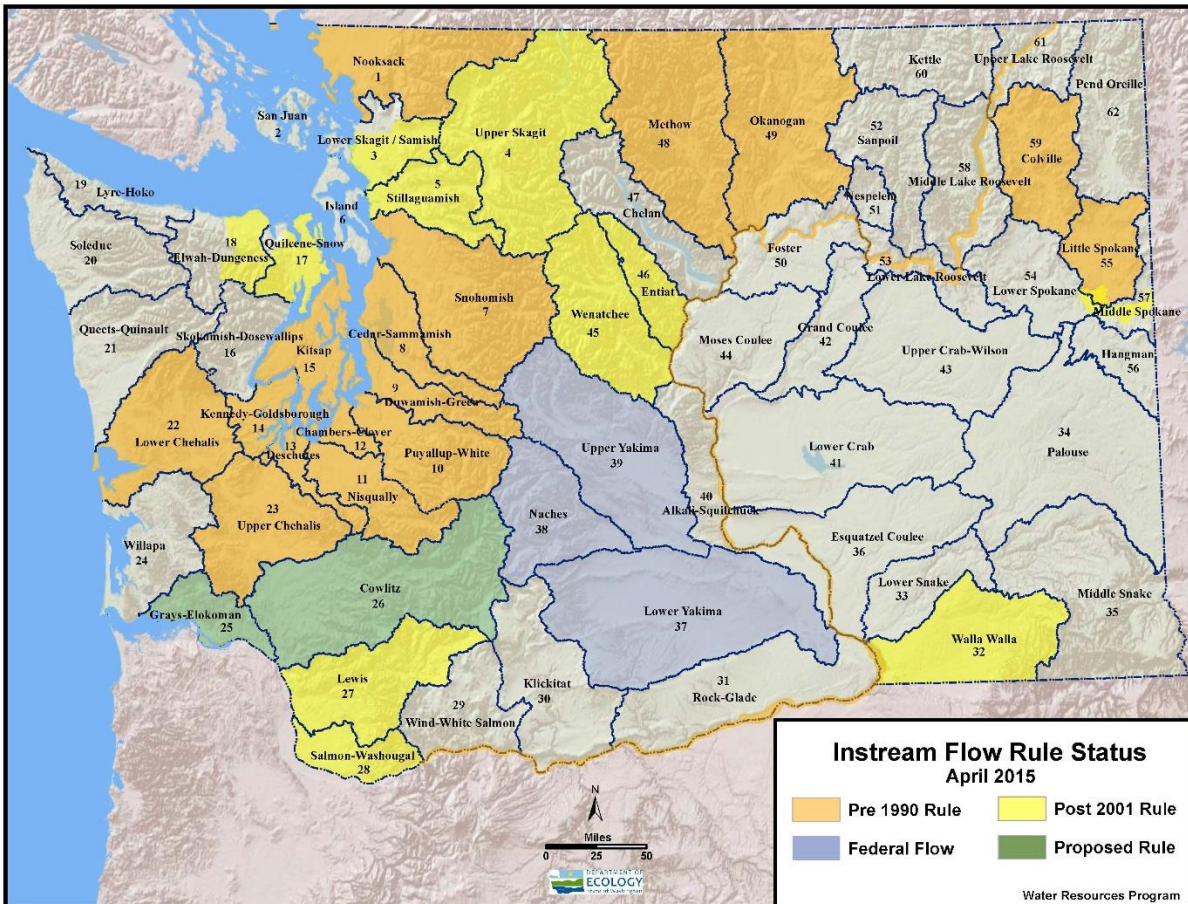 Nooksack
1
San Juan
2
Lower Skagit / Samish
3
Upper Skagit
4
5
Stillaguamish
Island
6
Methow
48
Okanogan
49
Kettle
60
61
Upper Lake Roosevelt
Pend Oreille
62
52
Sanpoil
58
Middle Lake Roosevelt
59
Colville
Nespelem
51
47
Chelan
19
Lyre-Hoko
Soleduc
20
18
Elwah-Dungeness
Quilcene-Snow
17
Queets-Quinault
21
Skokomish-Dosewallips
16
Kitsap
15
Snohomish
7
Cedar-Sammamish
8
9
Duwamish-Green
46
Entiat
Wenatchee
45
Foster
50
53
Lower Lake Roosevelt
54
Lower Spokane
Little Spokane
55
57
Middle Spokane
Hangman
56
Moses Coulee
44
Grand Coulee
42
Upper Crab-Wilson
43
22
Lower Chehalis
Kennedy-Goldsborough
14
13
Deschutes
Chambers-Clover
12
Puyallup-White
10
11
Nisqually
23
Upper Chehalis
Willapa
24
Upper Yakima
39
Naches
38
40
Alkali-Squilchuck
Lower Crab
41
34
Palouse
Esquatzel Coulee
36
Lower Snake
33
Middle Snake
35
Walla Walla
32
Grays-Elokoman
25
Cowlitz
26
Lower Yakima
37
Lewis
27
29
Wind-White Salmon
Klickitat
30
31
Rock-Glade
Salmon-Washougal
28
N
Miles
0 25 50
DEPARTMENT OF
ECOLOGY
State of Washington
Instream Flow Rule Status
April 2015
Pre 1990 Rule
Post 2001 Rule
Federal Flow
Proposed Rule
Water Resources Program